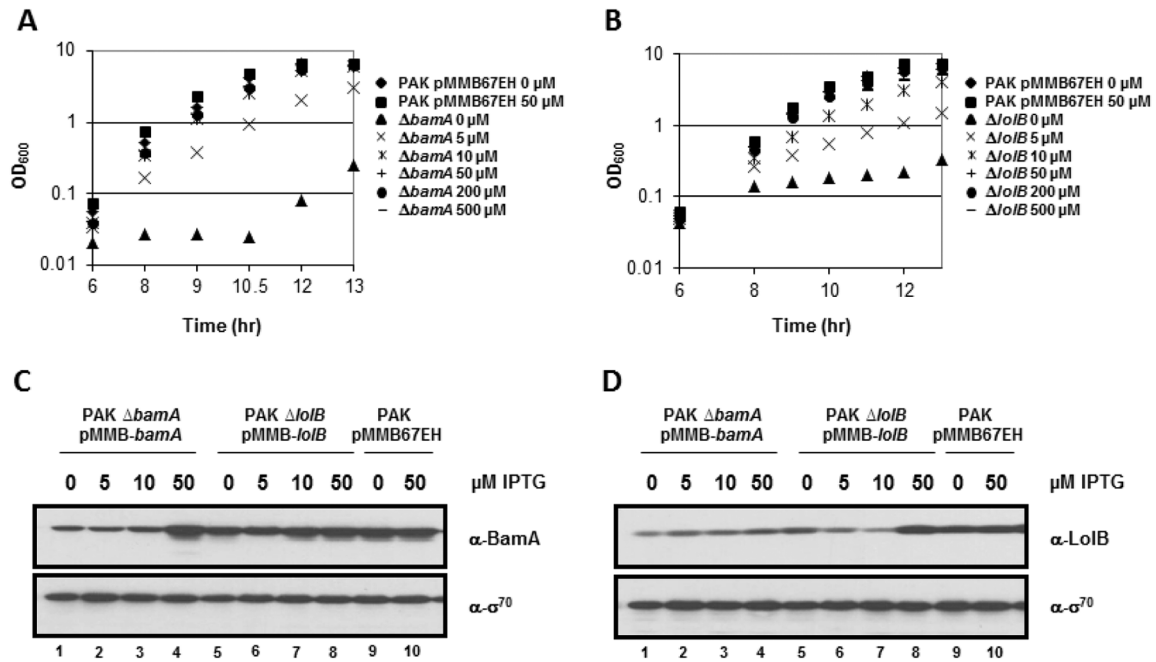 A
OD600
10
1
0.1
0.01
6 8 9 10.5 12 13
Time (hr)
PAK pMMB67EH 0 µM
PAK pMMB67EH 50 µM
ΔbamA 0 µM
ΔbamA 5 µM
ΔbamA 10 µM
ΔbamA 50 µM
ΔbamA 200 µM
ΔbamA 500 µM
B
OD600
10
1
0.1
0.01
6 8 10 12
Time (hr)
PAK pMMB67EH 0 µM
PAK pMMB67EH 50 µM
ΔlolB 0 µM
ΔlolB 5 µM
ΔlolB 10 µM
ΔlolB 50 µM
ΔlolB 200 µM
ΔlolB 500 µM
C
PAK ΔbamA
pMMB-bamA
PAK ΔlolB
pMMB-lolB
PAK
pMMB67EH
0 5 10 50 0 5 10 50 0 50 µM IPTG
α-BamA
α-σ70
1 2 3 4 5 6 7 8 9 10
D
PAK ΔbamA
pMMB-bamA
PAK ΔlolB
pMMB-lolB
PAK
pMMB67EH
0 5 10 50 0 5 10 50 0 50 µM IPTG
α-LolB
α-σ70
1 2 3 4 5 6 7 8 9 10